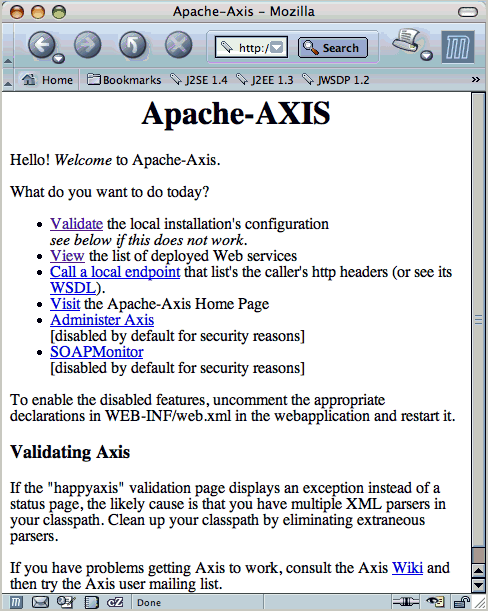 Apache-Axis - Mozilla
http:/
Search
Home
Bookmarks
J2SE 1.4
J2EE 1.3
JWSDP 1.2
»
Apache-AXIS
Hello! Welcome to Apache-Axis.
What do you want to do today?
• Validate the local installation's configuration
see below if this does not work.
• View the list of deployed Web services
• Call a local endpoint that list's the caller's http headers (or see its
WSDL).
• Visit the Apache-Axis Home Page
• Administer Axis
[disabled by default for security reasons]
• SOAPMonitor
[disabled by default for security reasons]
To enable the disabled features, uncomment the appropriate
declarations in WEB-INF/web.xml in the webapplication and restart it.
Validating Axis
If the "happyaxis" validation page displays an exception instead of a
status page, the likely cause is that you have multiple XML parsers in
your classpath. Clean up your classpath by eliminating extraneous
parsers.
If you have problems getting Axis to work, consult the Axis Wiki and
then try the Axis user mailing list.
Done